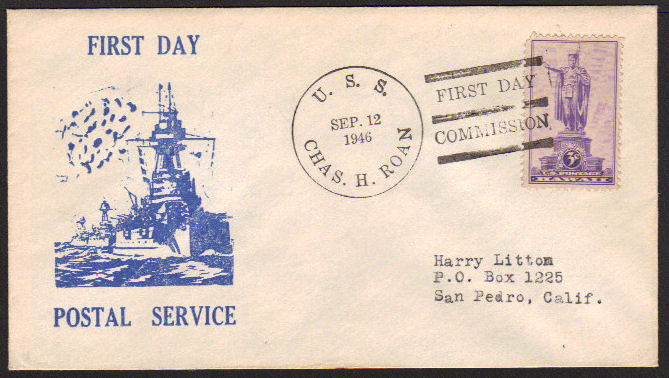 FIRST DAY
POSTAL SERVICE
U. S. S.
SEP. 12
1946
CHAS. H. ROAN
FIRST DAY
COMMISSION
3¢
U.S. POSTAGE
HAWAII
Harry Litton
P.O. Box 1225
San Pedro, Calif.